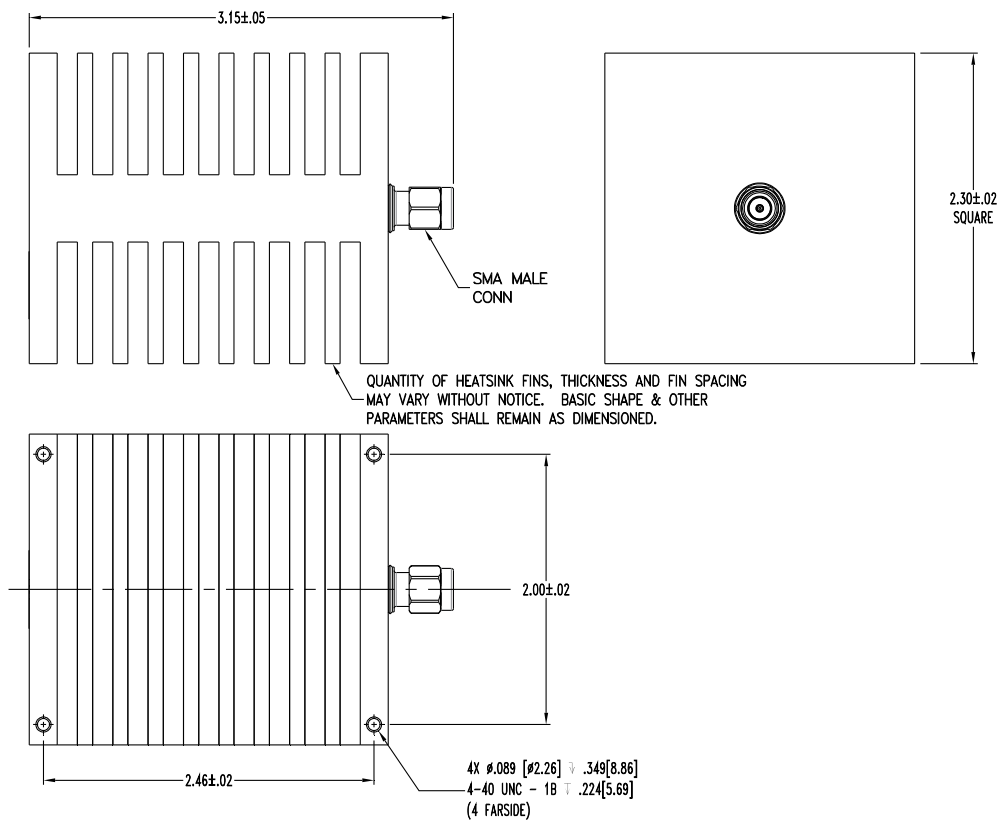 3.15±.05
2.30±.02
SQUARE
SMA MALE
CONN
QUANTITY OF HEATSINK FINS, THICKNESS AND FIN SPACING
MAY VARY WITHOUT NOTICE. BASIC SHAPE & OTHER
PARAMETERS SHALL REMAIN AS DIMENSIONED.
2.00±.02
2.46±.02
4X ø.089 [ø2.26] ↧ .349[8.86]
4-40 UNC - 1B ↧ .224[5.69]
(4 FARSIDE)